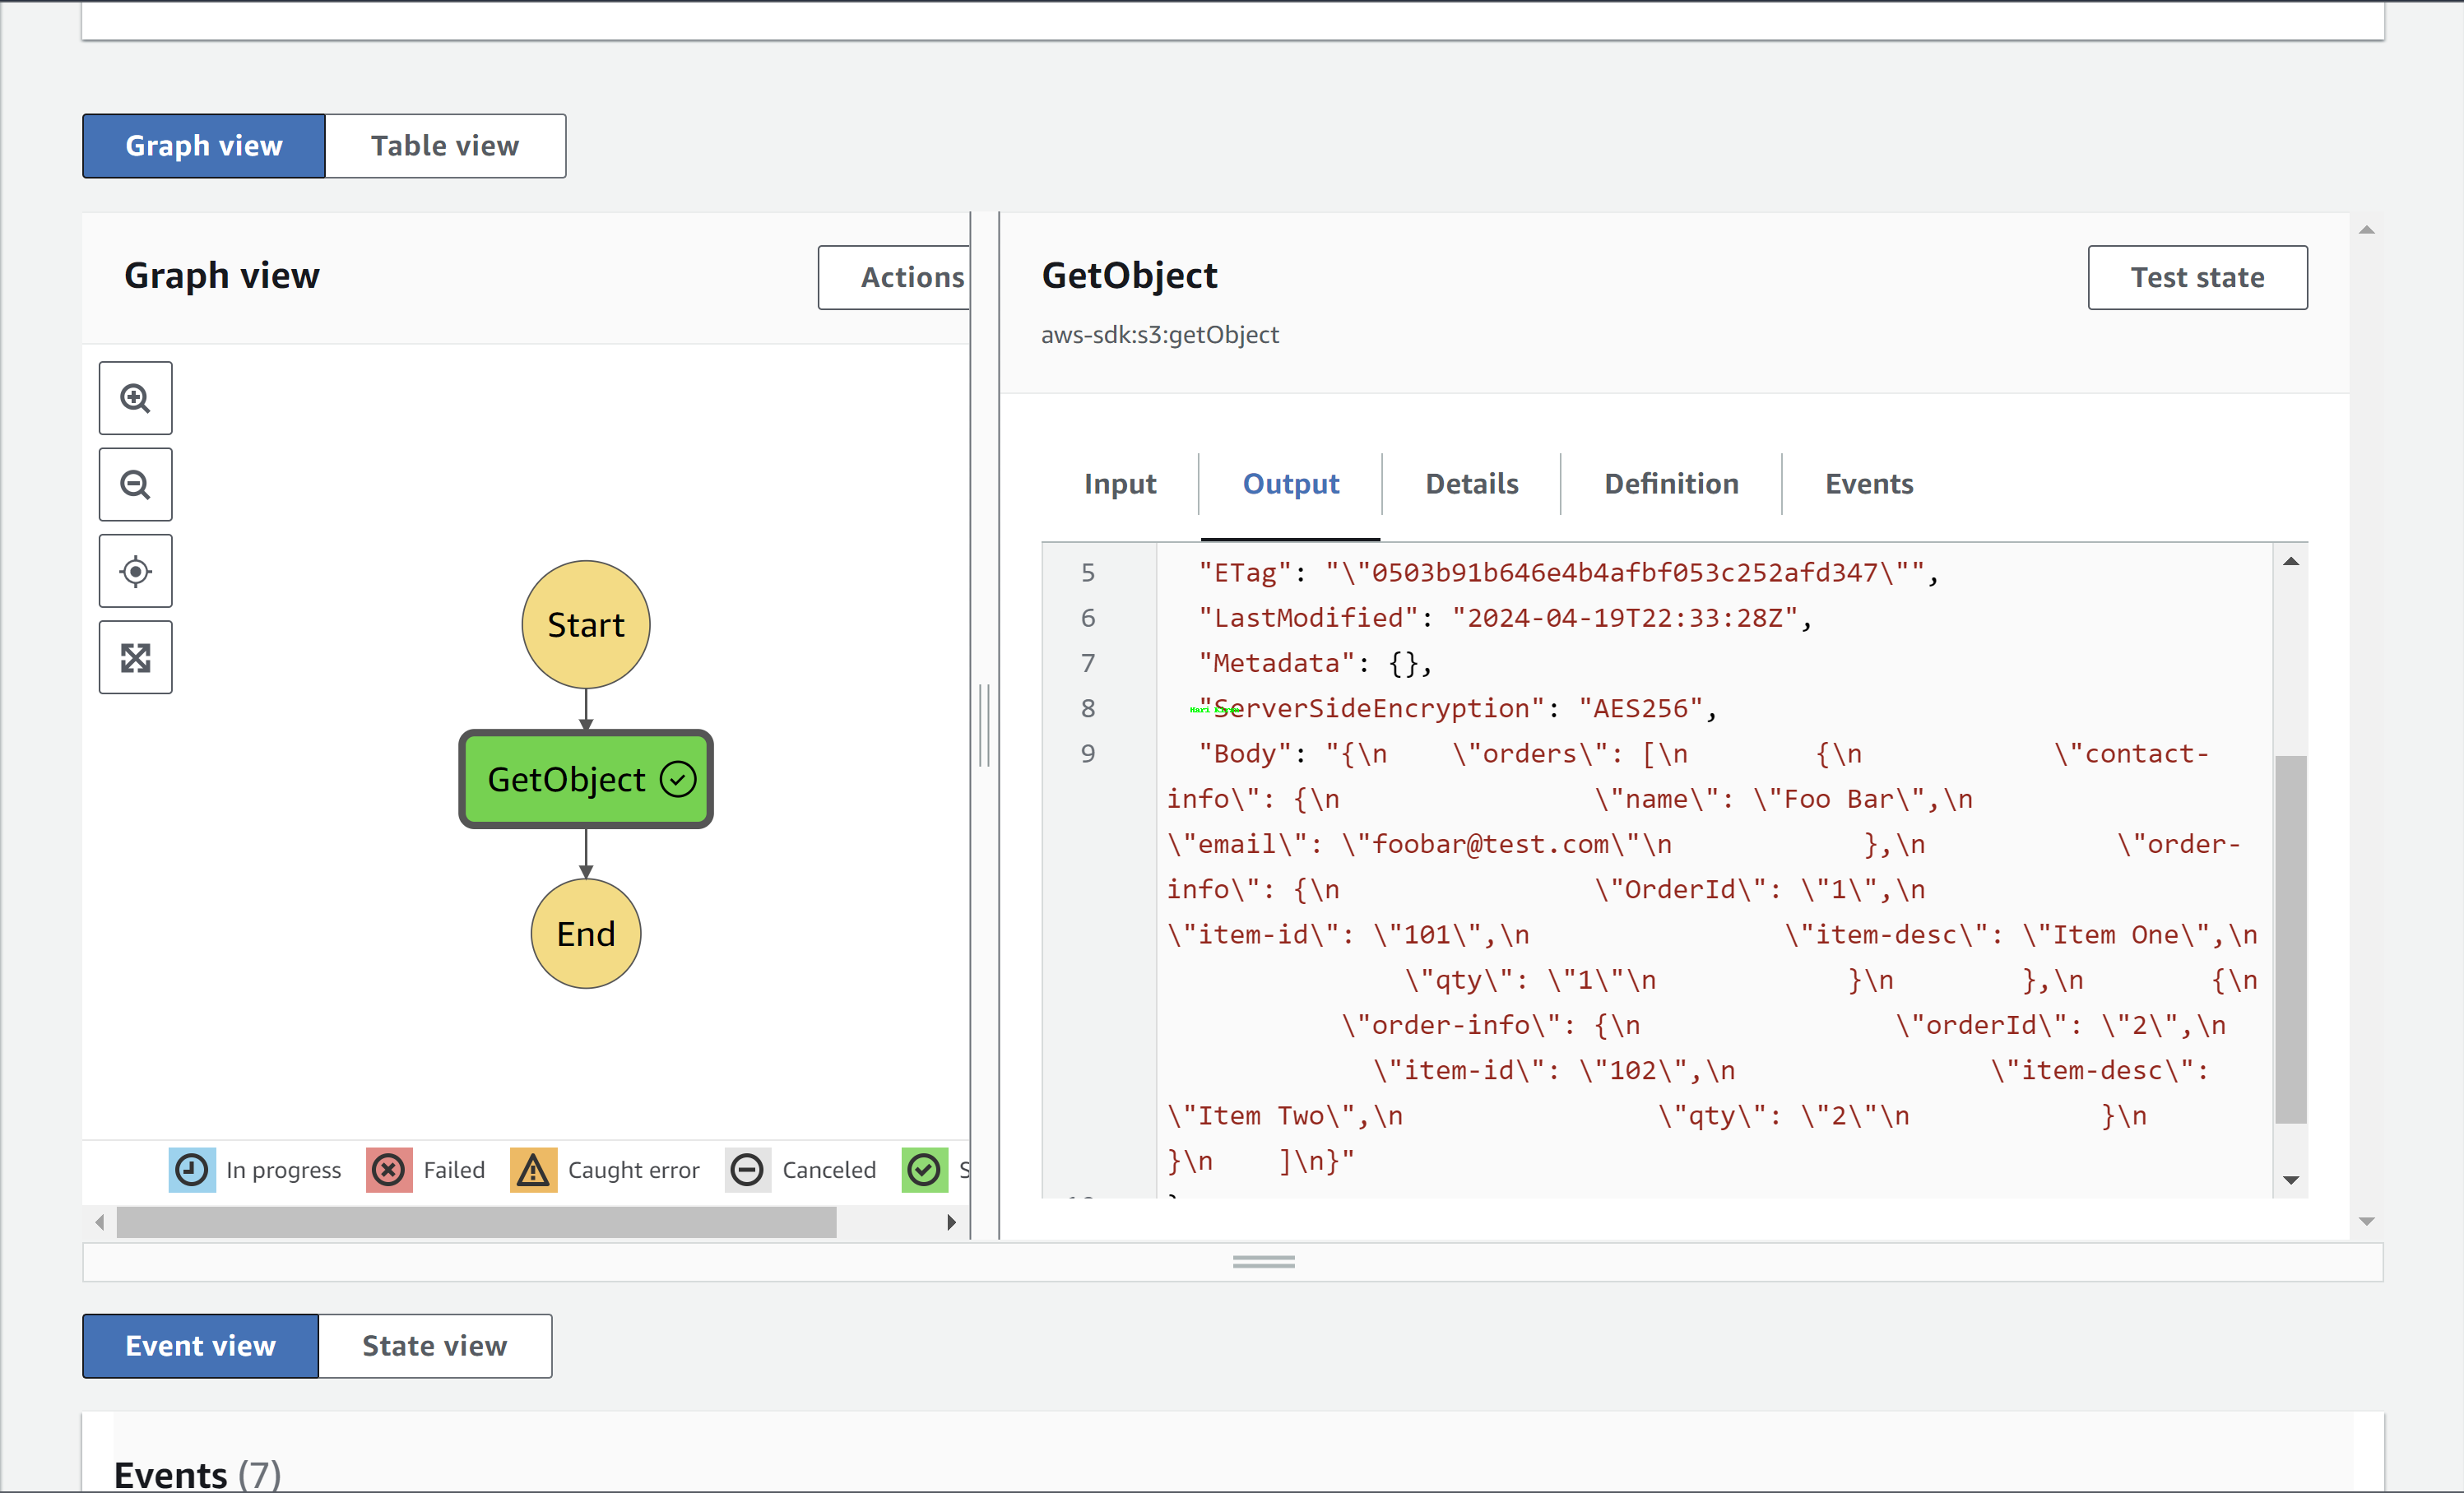 Graph view Table view
Graph view Actions
Start
GetObject
End
In progress Failed Caught error Canceled S
GetObject Test state
aws-sdk:s3:getObject
Input Output Details Definition Events
5 "ETag": "\"0503b91b646e4b4afbf053c252afd347\"",
6 "LastModified": "2024-04-19T22:33:28Z",
7 "Metadata": {},
8 "ServerSideEncryption": "AES256",
9 "Body": "{\n    \"orders\": [\n        {\n            \"contact-
info\": {\n                \"name\": \"Foo Bar\",\n
\"email\": \"foobar@test.com\"\n            },\n            \"order-
info\": {\n                \"OrderId\": \"1\",\n
\"item-id\": \"101\",\n                \"item-desc\": \"Item One\",\n
\"qty\": \"1\"\n            }\n        },\n        {\n
\"order-info\": {\n                \"orderId\": \"2\",\n
\"item-id\": \"102\",\n                \"item-desc\":
\"Item Two\",\n                \"qty\": \"2\"\n            }\n
}\n    ]\n}"
Event view State view
Events (7)